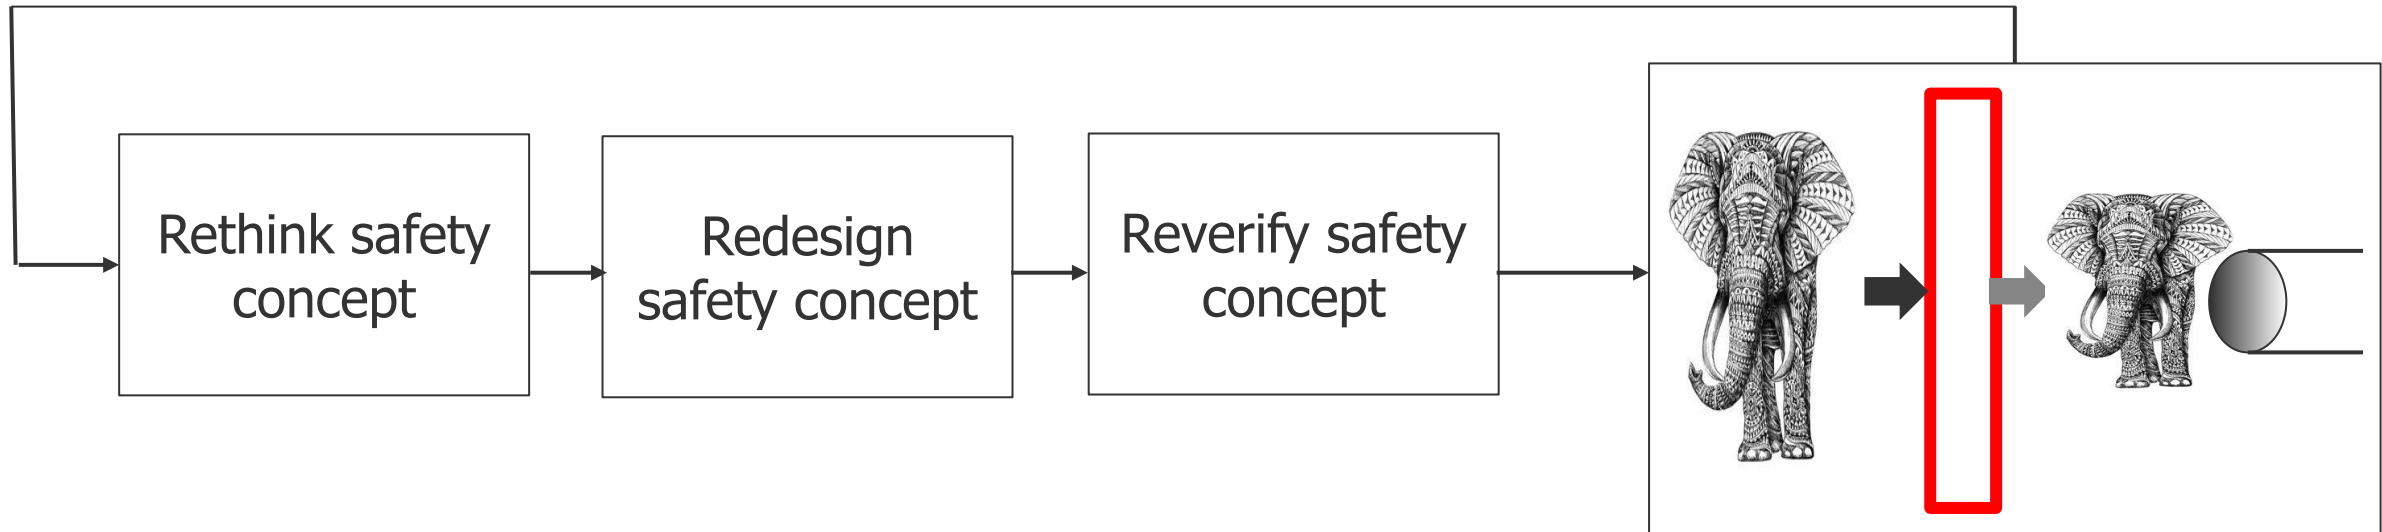 Rethink safety
concept
Redesign
safety concept
Reverify safety
concept